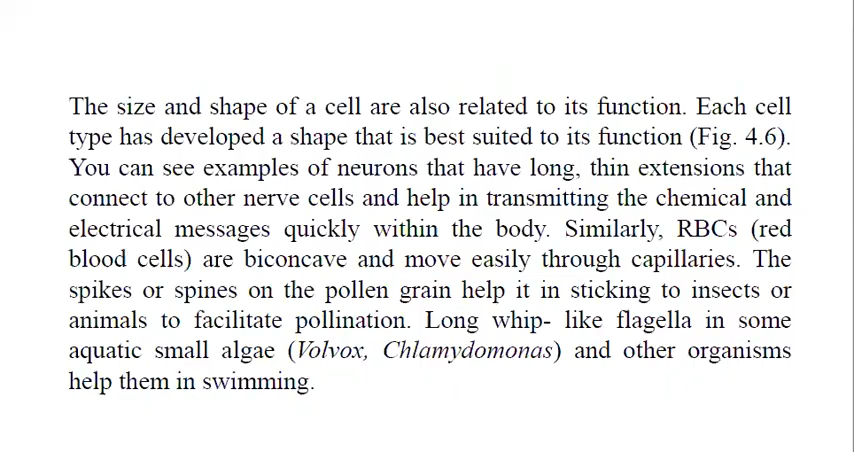 The size and shape of a cell are also related to its function. Each cell
type has developed a shape that is best suited to its function (Fig. 4.6).
You can see examples of neurons that have long, thin extensions that
connect to other nerve cells and help in transmitting the chemical and
electrical messages quickly within the body. Similarly, RBCs (red
blood cells) are biconcave and move easily through capillaries. The
spikes or spines on the pollen grain help it in sticking to insects or
animals to facilitate pollination. Long whip- like flagella in some
aquatic small algae (Volvox, Chlamydomonas) and other organisms
help them in swimming.